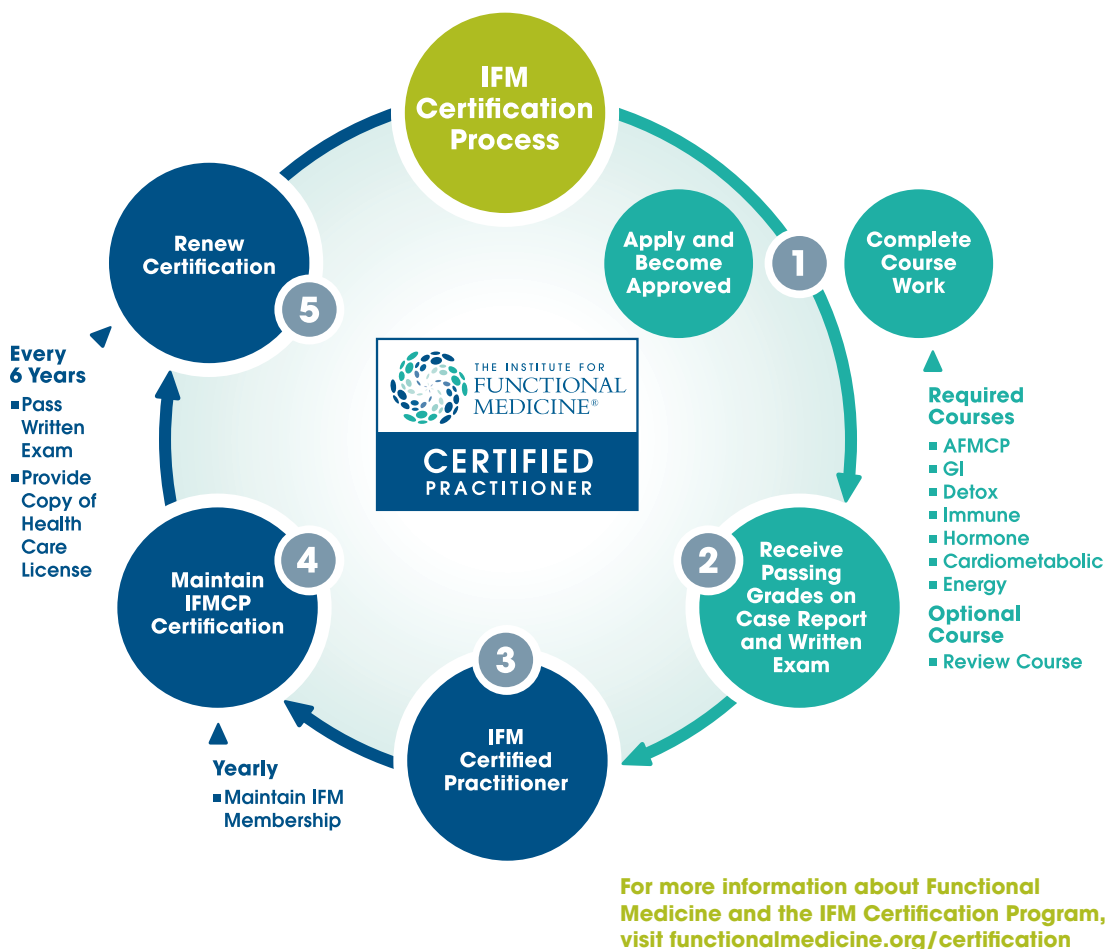 IFM
Certification
Process
Apply and
Become
Approved
1
Complete
Course
Work
Required
Courses
▪ AFMCP
▪ GI
▪ Detox
▪ Immune
▪ Hormone
▪ Cardiometabolic
▪ Energy
Optional
Course
▪ Review Course
2
Receive
Passing
Grades on
Case Report
and Written
Exam
3
IFM
Certified
Practitioner
4
Maintain
IFMCP
Certification
Yearly
▪ Maintain IFM
Membership
5
Renew
Certification
Every
6 Years
▪ Pass
Written
Exam
▪ Provide
Copy of
Health
Care
License
THE INSTITUTE FOR
FUNCTIONAL
MEDICINE®
CERTIFIED
PRACTITIONER
For more information about Functional
Medicine and the IFM Certification Program,
visit functionalmedicine.org/certification